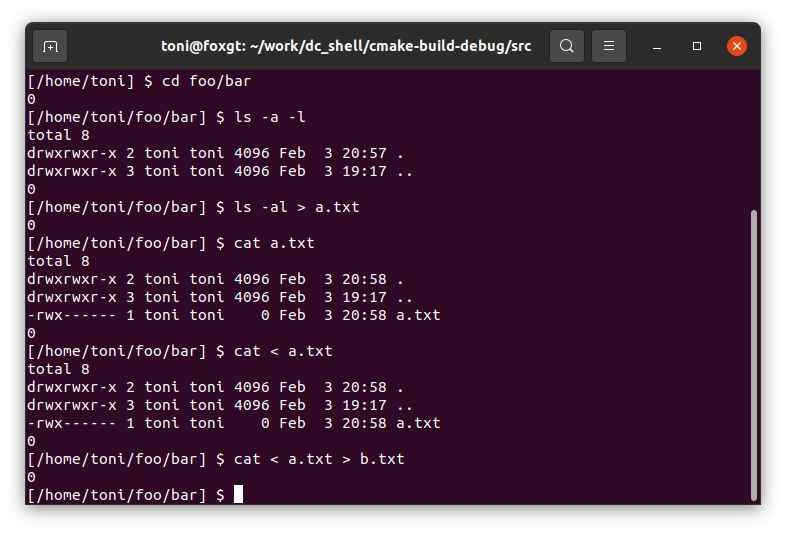 toni@foxgt: ~/work/dc_shell/cmake-build-debug/src
[/home/toni] $ cd foo/bar
0
[/home/toni/foo/bar] $ ls -a -l
total 8
drwxrwxr-x 2 toni toni 4096 Feb  3 20:57 .
drwxrwxr-x 3 toni toni 4096 Feb  3 19:17 ..
0
[/home/toni/foo/bar] $ ls -al > a.txt
0
[/home/toni/foo/bar] $ cat a.txt
total 8
drwxrwxr-x 2 toni toni 4096 Feb  3 20:58 .
drwxrwxr-x 3 toni toni 4096 Feb  3 19:17 ..
-rwx------ 1 toni toni    0 Feb  3 20:58 a.txt
0
[/home/toni/foo/bar] $ cat < a.txt
total 8
drwxrwxr-x 2 toni toni 4096 Feb  3 20:58 .
drwxrwxr-x 3 toni toni 4096 Feb  3 19:17 ..
-rwx------ 1 toni toni    0 Feb  3 20:58 a.txt
0
[/home/toni/foo/bar] $ cat < a.txt > b.txt
0
[/home/toni/foo/bar] $